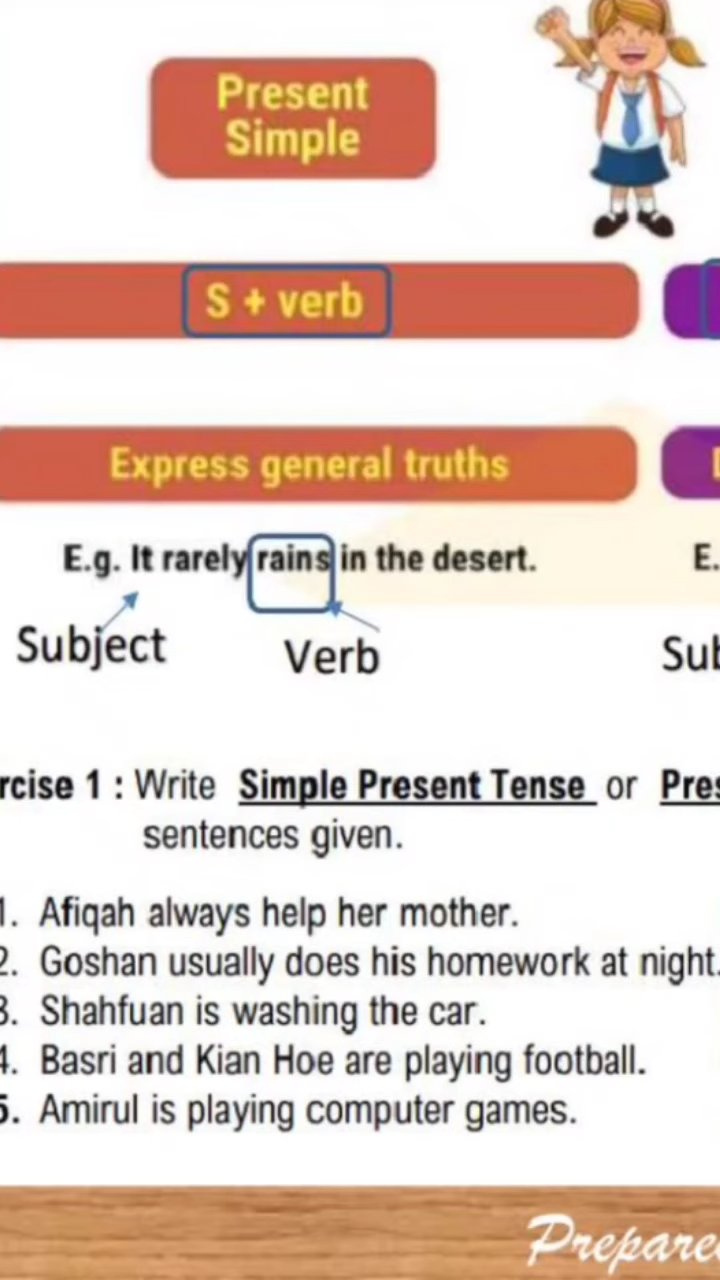 Present
Simple
S + verb
Express general truths
E.g. It rarely rains in the desert.
E.
Subject
Verb
Sub
rcise 1 : Write Simple Present Tense or Pres
sentences given.
1. Afiqah always help her mother.
2. Goshan usually does his homework at night.
3. Shahfuan is washing the car.
4. Basri and Kian Hoe are playing football.
5. Amirul is playing computer games.
Prepare